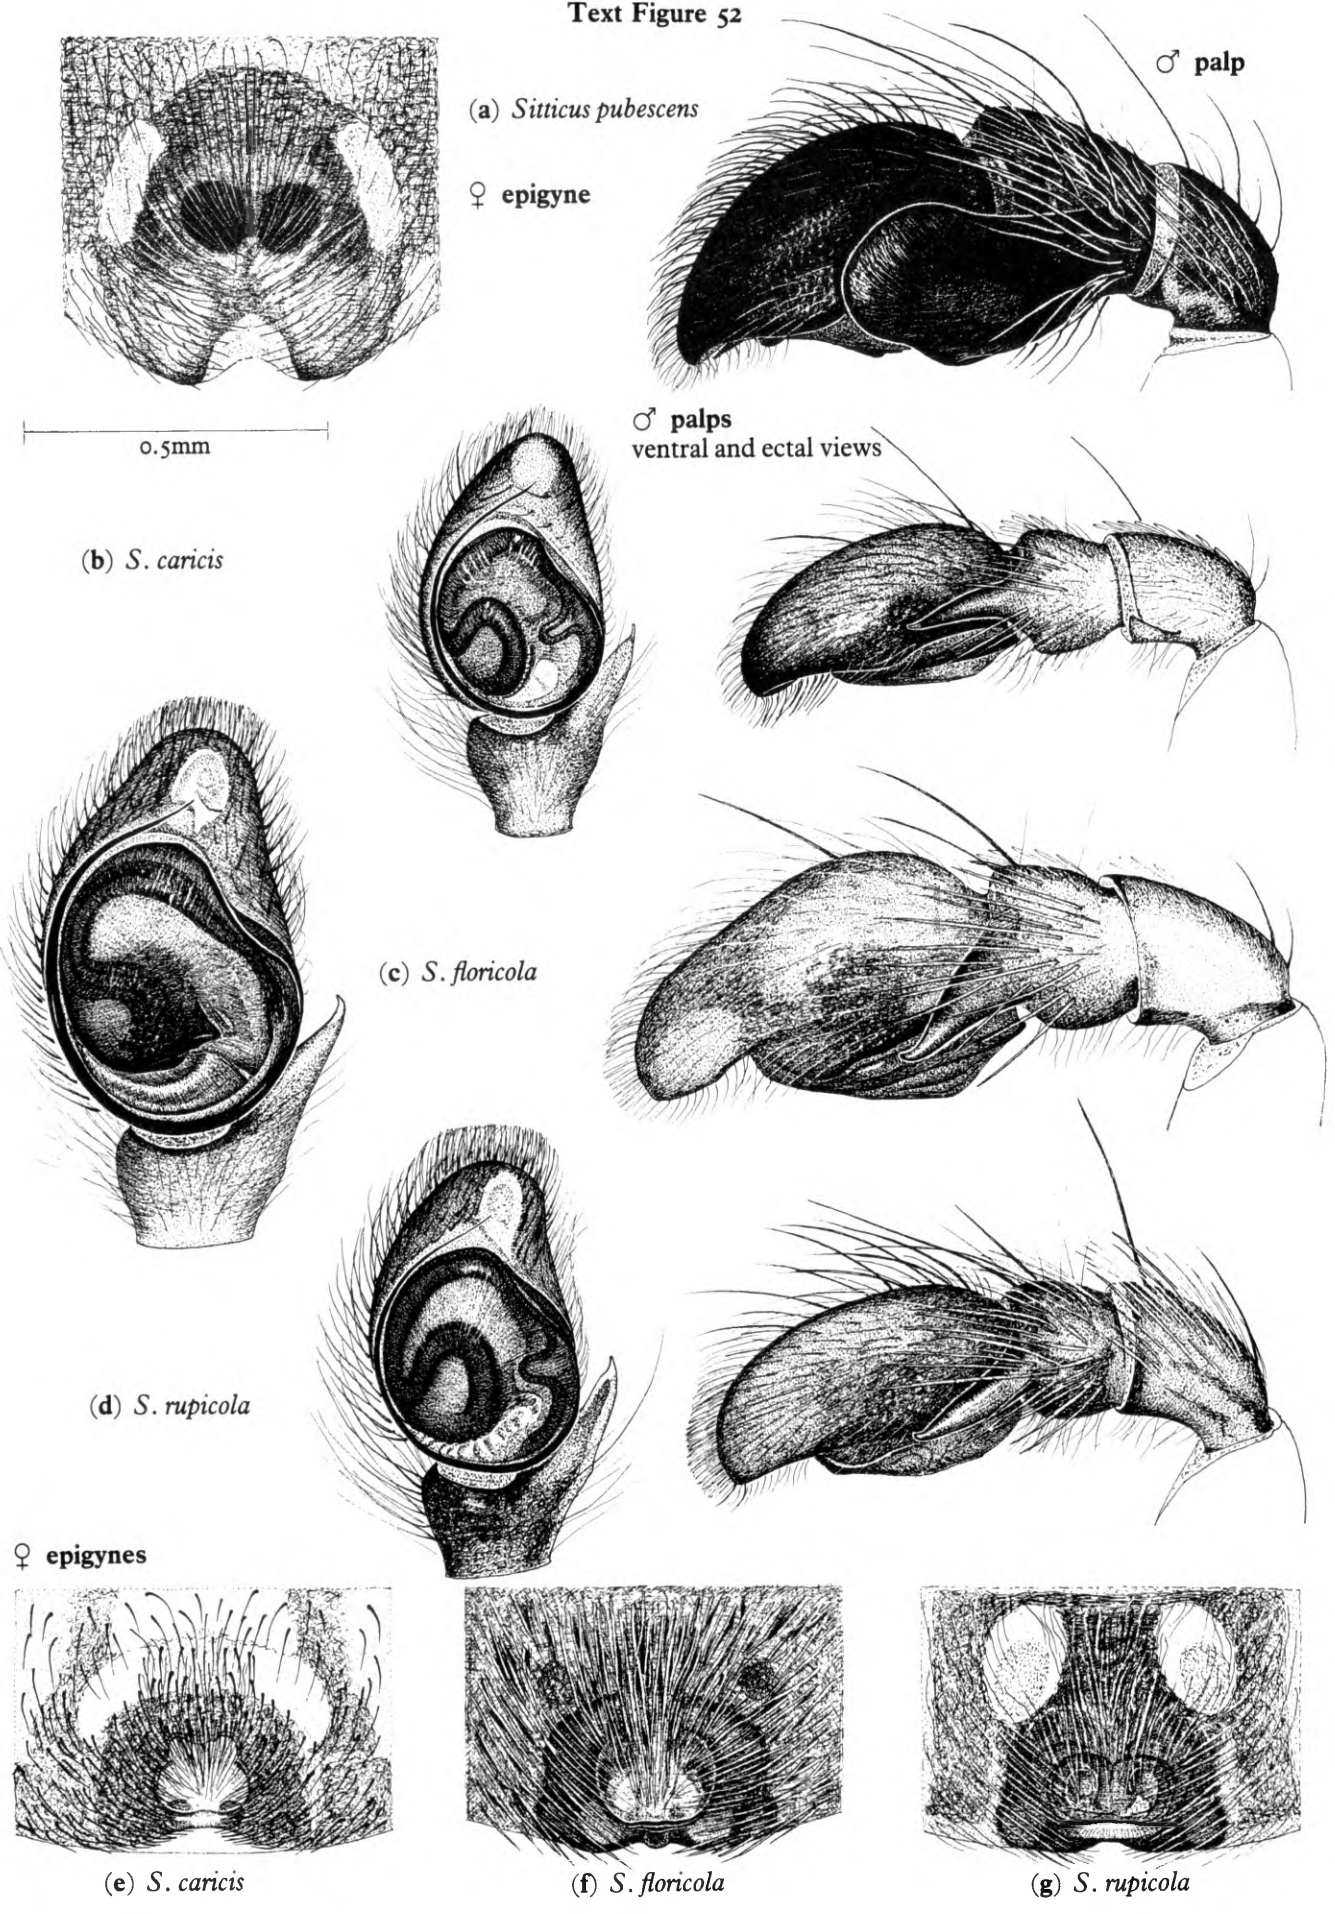 Text Figure 52
♂ palp
(a) Sitticus pubescens
♀ epigyne
0.5mm
♂ palps
ventral and ectal views
(b) S. caricis
(c) S. floricola
(d) S. rupicola
♀ epigynes
(e) S. caricis
(f) S. floricola
(g) S. rupicola